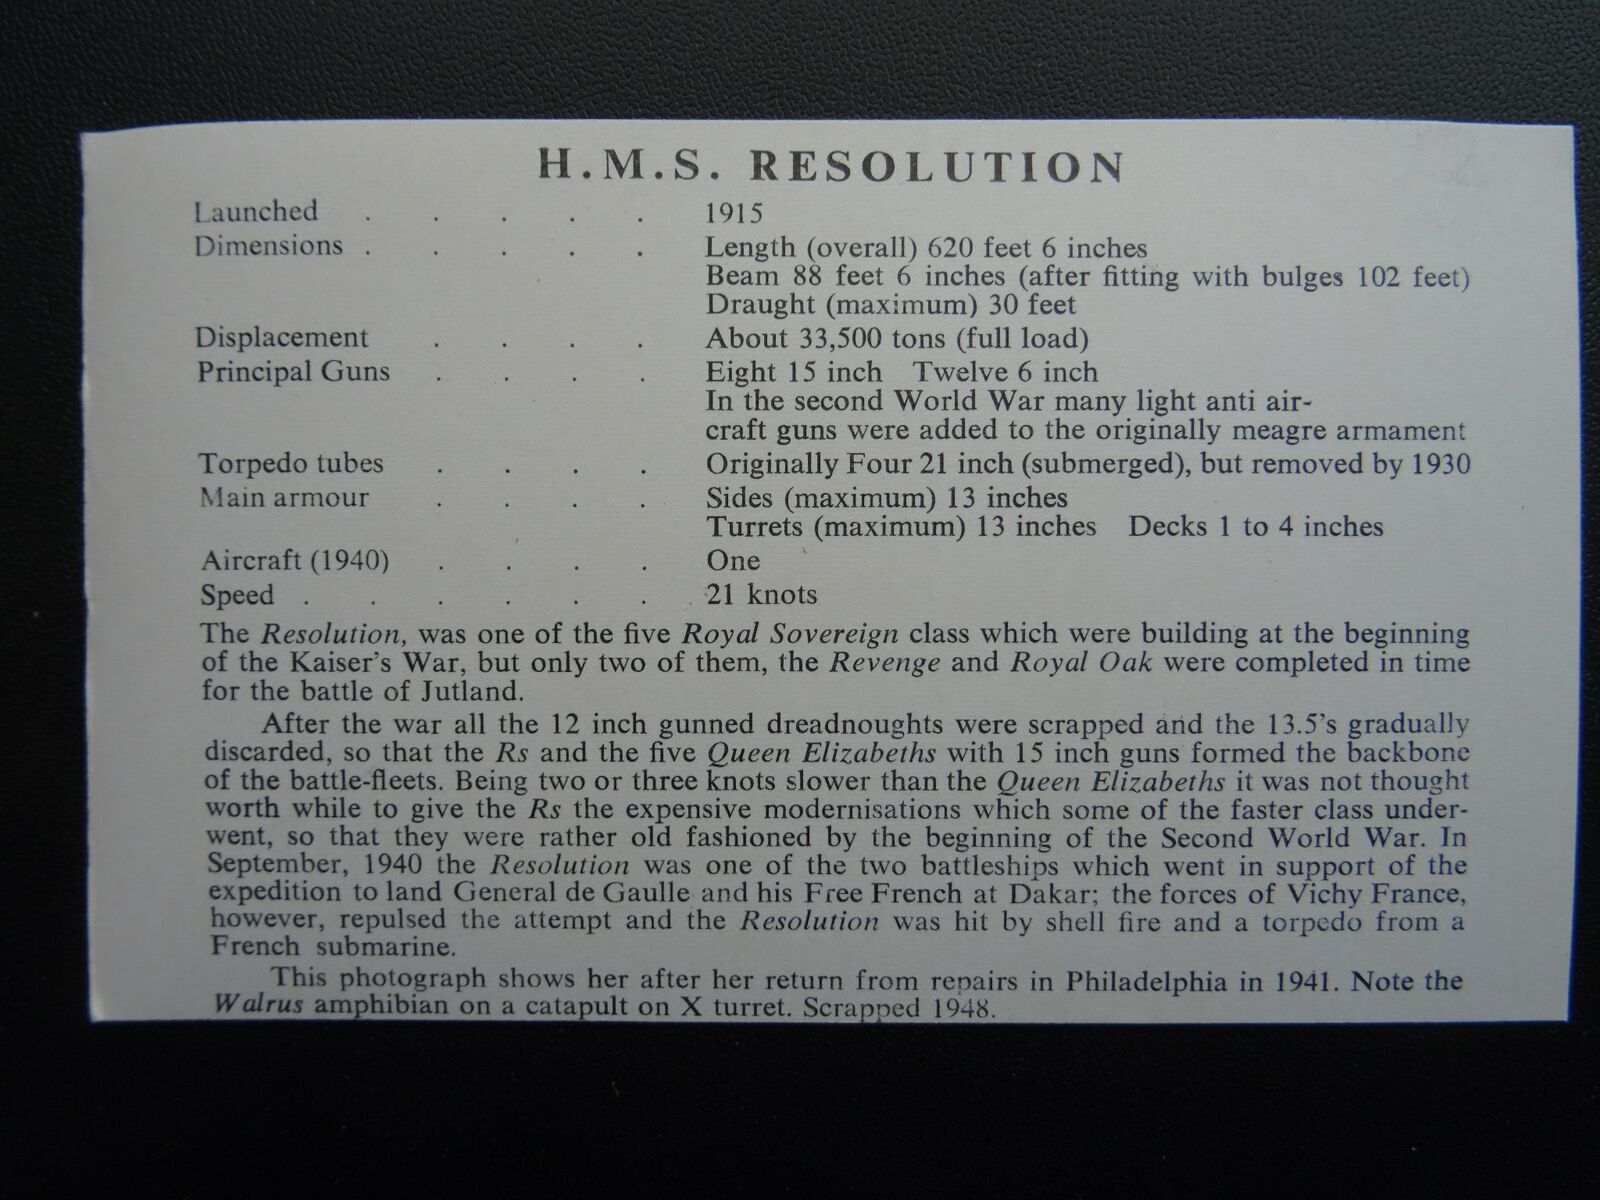 H.M.S. RESOLUTION
Launched . . . . . 1915
Dimensions . . . . . Length (overall) 620 feet 6 inches
Beam 88 feet 6 inches (after fitting with bulges 102 feet)
Draught (maximum) 30 feet
Displacement . . . . About 33,500 tons (full load)
Principal Guns . . . . Eight 15 inch Twelve 6 inch
In the second World War many light anti air-
craft guns were added to the originally meagre armament
Torpedo tubes . . . . Originally Four 21 inch (submerged), but removed by 1930
Main armour . . . . Sides (maximum) 13 inches
Turrets (maximum) 13 inches Decks 1 to 4 inches
Aircraft (1940) . . . . One
Speed . . . . . . 21 knots
The Resolution, was one of the five Royal Sovereign class which were building at the beginning
of the Kaiser's War, but only two of them, the Revenge and Royal Oak were completed in time
for the battle of Jutland.
After the war all the 12 inch gunned dreadnoughts were scrapped and the 13.5's gradually
discarded, so that the Rs and the five Queen Elizabeths with 15 inch guns formed the backbone
of the battle-fleets. Being two or three knots slower than the Queen Elizabeths it was not thought
worth while to give the Rs the expensive modernisations which some of the faster class under-
went, so that they were rather old fashioned by the beginning of the Second World War. In
September, 1940 the Resolution was one of the two battleships which went in support of the
expedition to land General de Gaulle and his Free French at Dakar; the forces of Vichy France,
however, repulsed the attempt and the Resolution was hit by shell fire and a torpedo from a
French submarine.
This photograph shows her after her return from repairs in Philadelphia in 1941. Note the
Walrus amphibian on a catapult on X turret. Scrapped 1948.